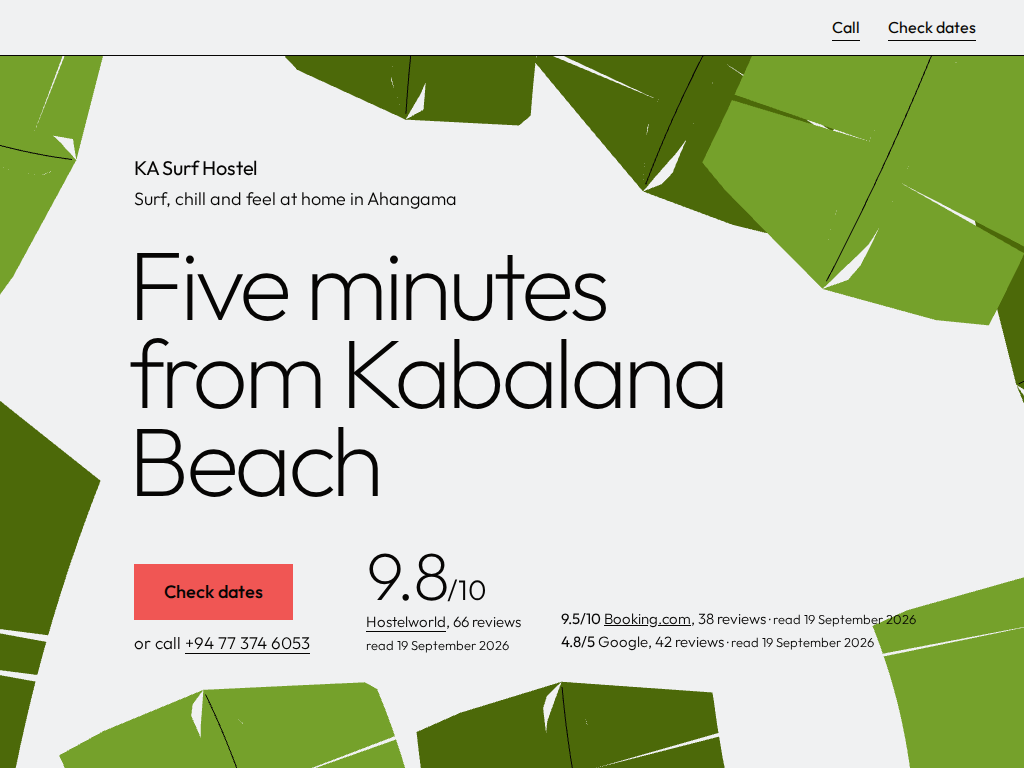 Call Check dates
KA Surf Hostel
Surf, chill and feel at home in Ahangama
Five minutes
from Kabalana
Beach
Check dates
or call +94 77 374 6053
9.8/10
Hostelworld, 66 reviews
read 19 September 2026
9.5/10 Booking.com, 38 reviews · read 19 September 2026
4.8/5 Google, 42 reviews · read 19 September 2026